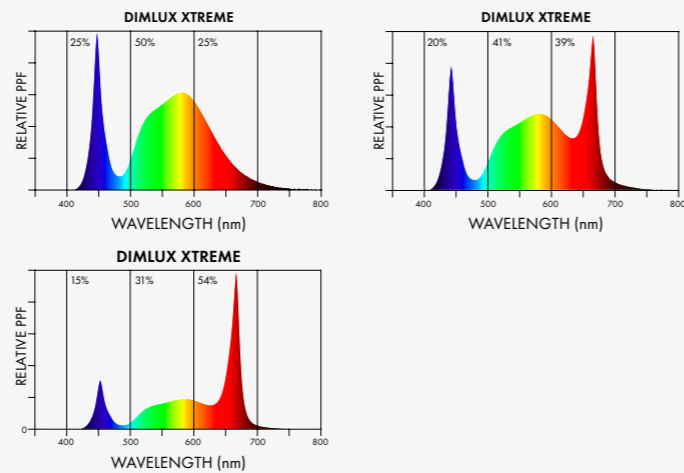 DIMLUX XTREME
25% 50% 25%
RELATIVE PPF
400 500 600 700 800
WAVELENGTH (nm)
DIMLUX XTREME
20% 41% 39%
RELATIVE PPF
400 500 600 700 800
WAVELENGTH (nm)
DIMLUX XTREME
15% 31% 54%
RELATIVE PPF
0
400 500 600 700 800
WAVELENGTH (nm)